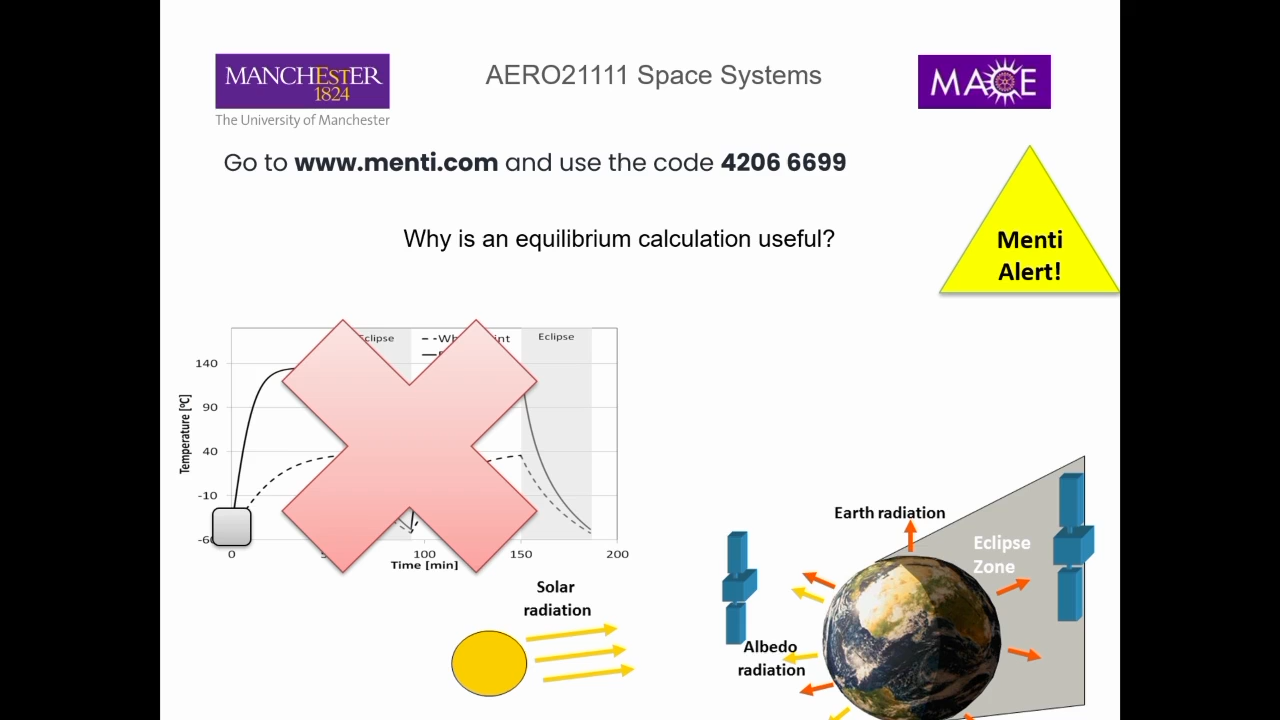 MANCHESTER
1824
The University of Manchester
AERO21111 Space Systems
MACE
Go to www.menti.com and use the code 4206 6699
Why is an equilibrium calculation useful?
Menti
Alert!
Eclipse
Eclipse
140
90
40
-10
Temperature [ºC]
0
100
150
200
Time [min]
Solar
radiation
Earth radiation
Eclipse
Zone
Albedo
radiation